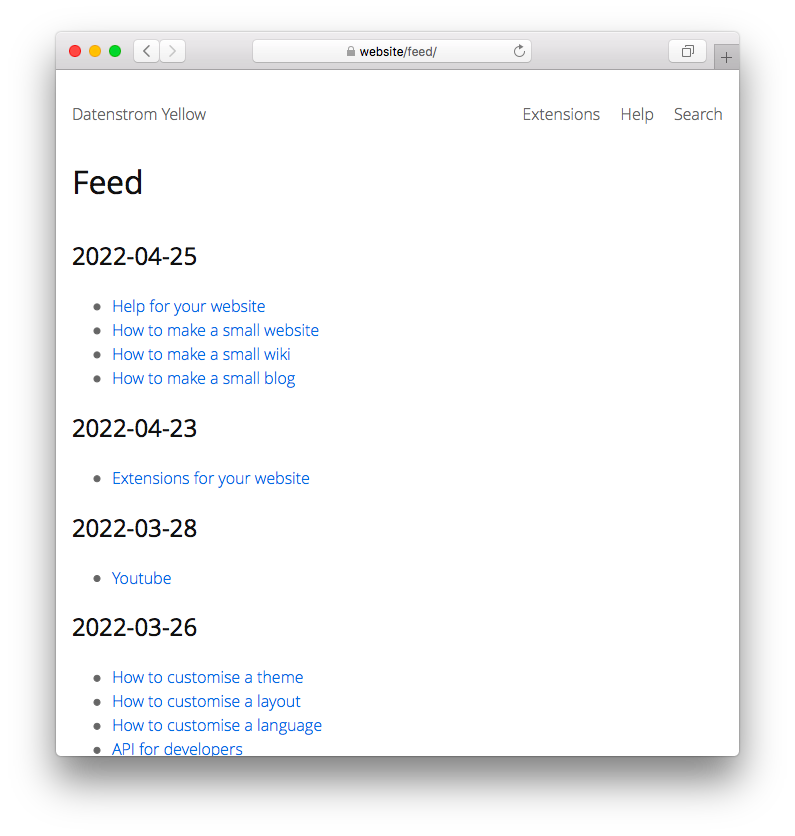 website/feed/
Datenstrom Yellow
Extensions Help Search
Feed
2022-04-25
Help for your website
How to make a small website
How to make a small wiki
How to make a small blog
2022-04-23
Extensions for your website
2022-03-28
Youtube
2022-03-26
How to customise a theme
How to customise a layout
How to customise a language
API for developers